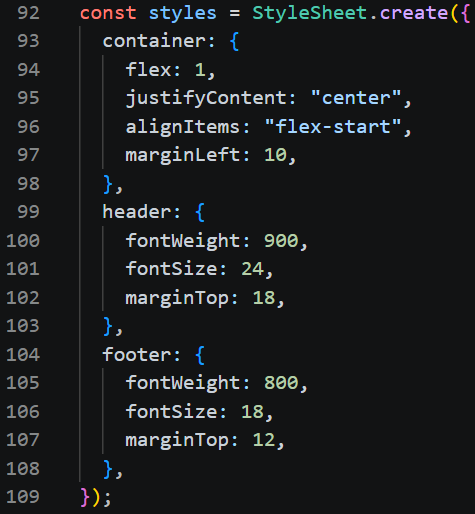 92 const styles = StyleSheet.create({
93 container: {
94 flex: 1,
95 justifyContent: "center",
96 alignItems: "flex-start",
97 marginLeft: 10,
98 },
99 header: {
100 fontWeight: 900,
101 fontSize: 24,
102 marginTop: 18,
103 },
104 footer: {
105 fontWeight: 800,
106 fontSize: 18,
107 marginTop: 12,
108 },
109 });